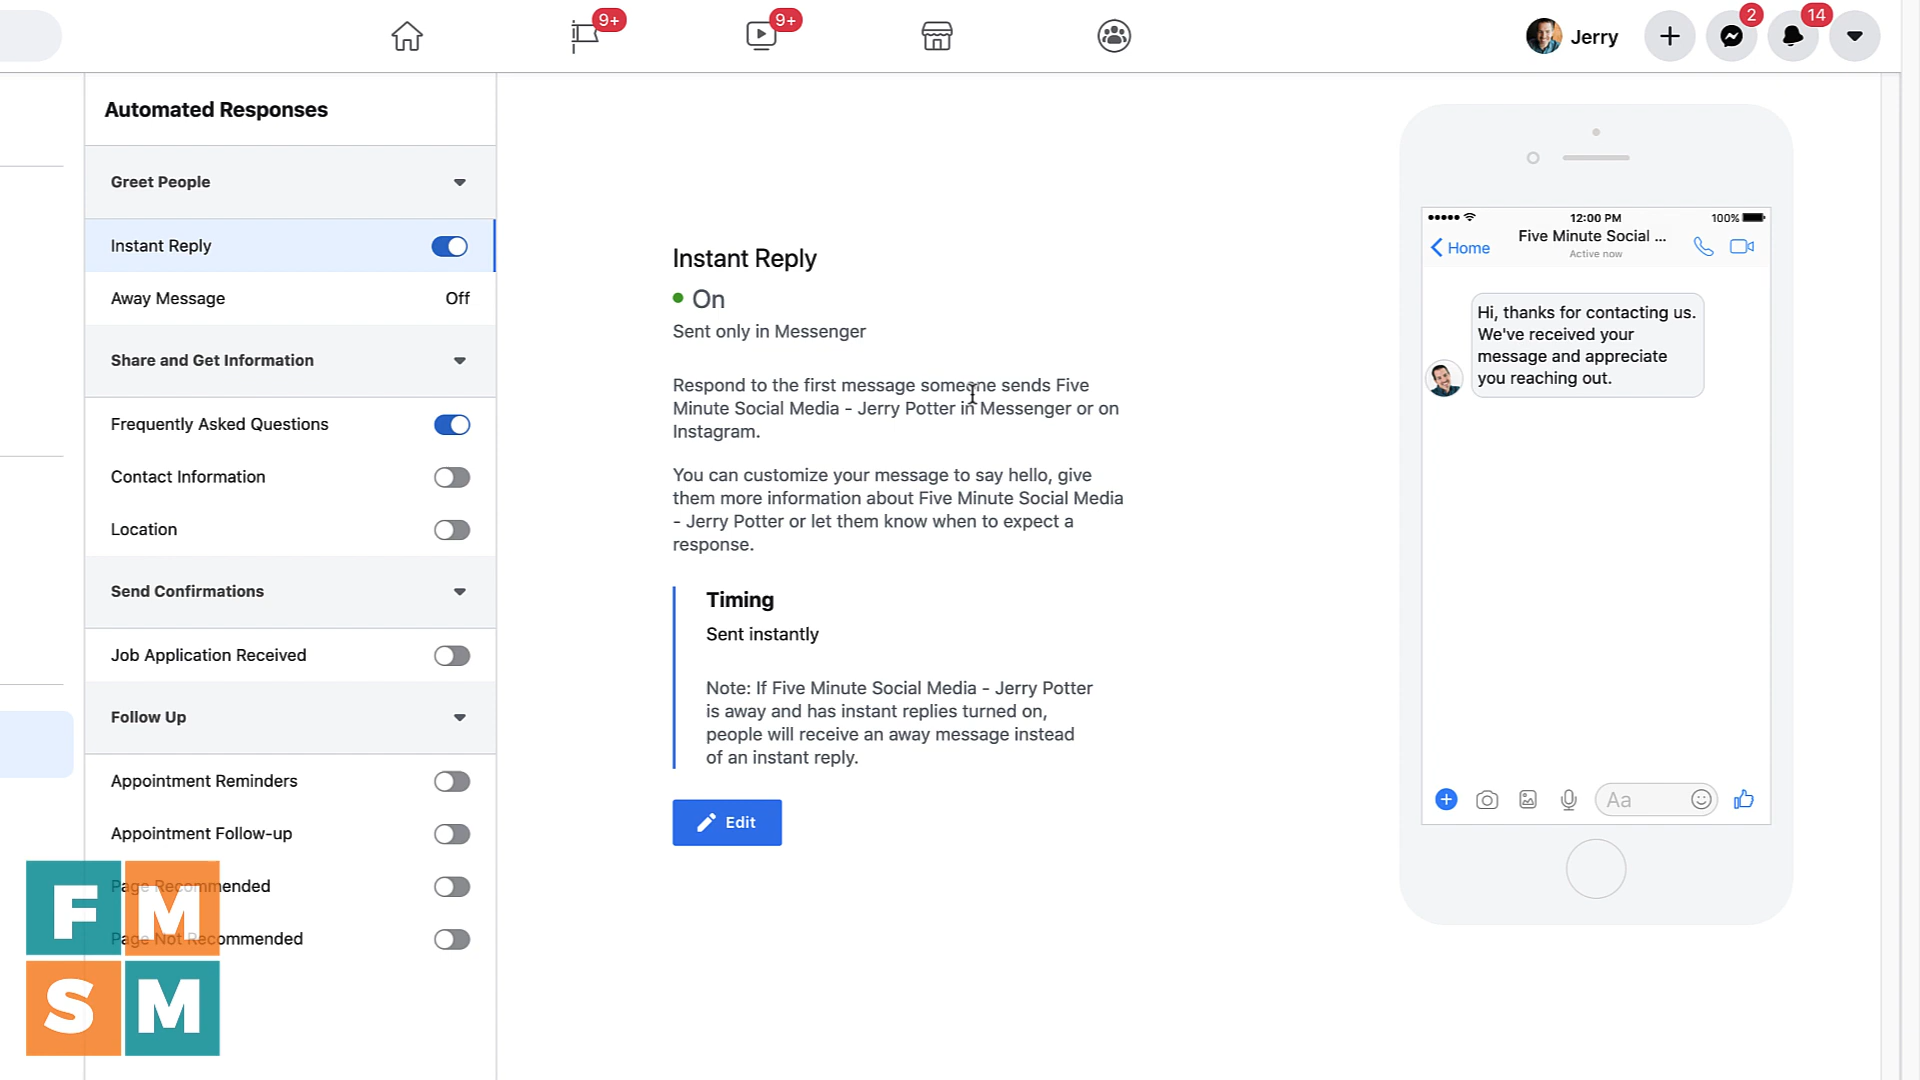 9+
9+
Jerry
2
14
Automated Responses
Greet People
Instant Reply
Away Message
Off
Share and Get Information
Frequently Asked Questions
Contact Information
Location
Send Confirmations
Job Application Received
Follow Up
Appointment Reminders
Appointment Follow-up
Page Recommended
Page Not Recommended
F M
S M
Instant Reply
On
Sent only in Messenger
Respond to the first message someone sends Five
Minute Social Media - Jerry Potter in Messenger or on
Instagram.
You can customize your message to say hello, give
them more information about Five Minute Social Media
- Jerry Potter or let them know when to expect a
response.
Timing
Sent instantly
Note: If Five Minute Social Media - Jerry Potter
is away and has instant replies turned on,
people will receive an away message instead
of an instant reply.
Edit
12:00 PM
100%
Home
Five Minute Social ...
Active now
Hi, thanks for contacting us.
We've received your
message and appreciate
you reaching out.
Aa